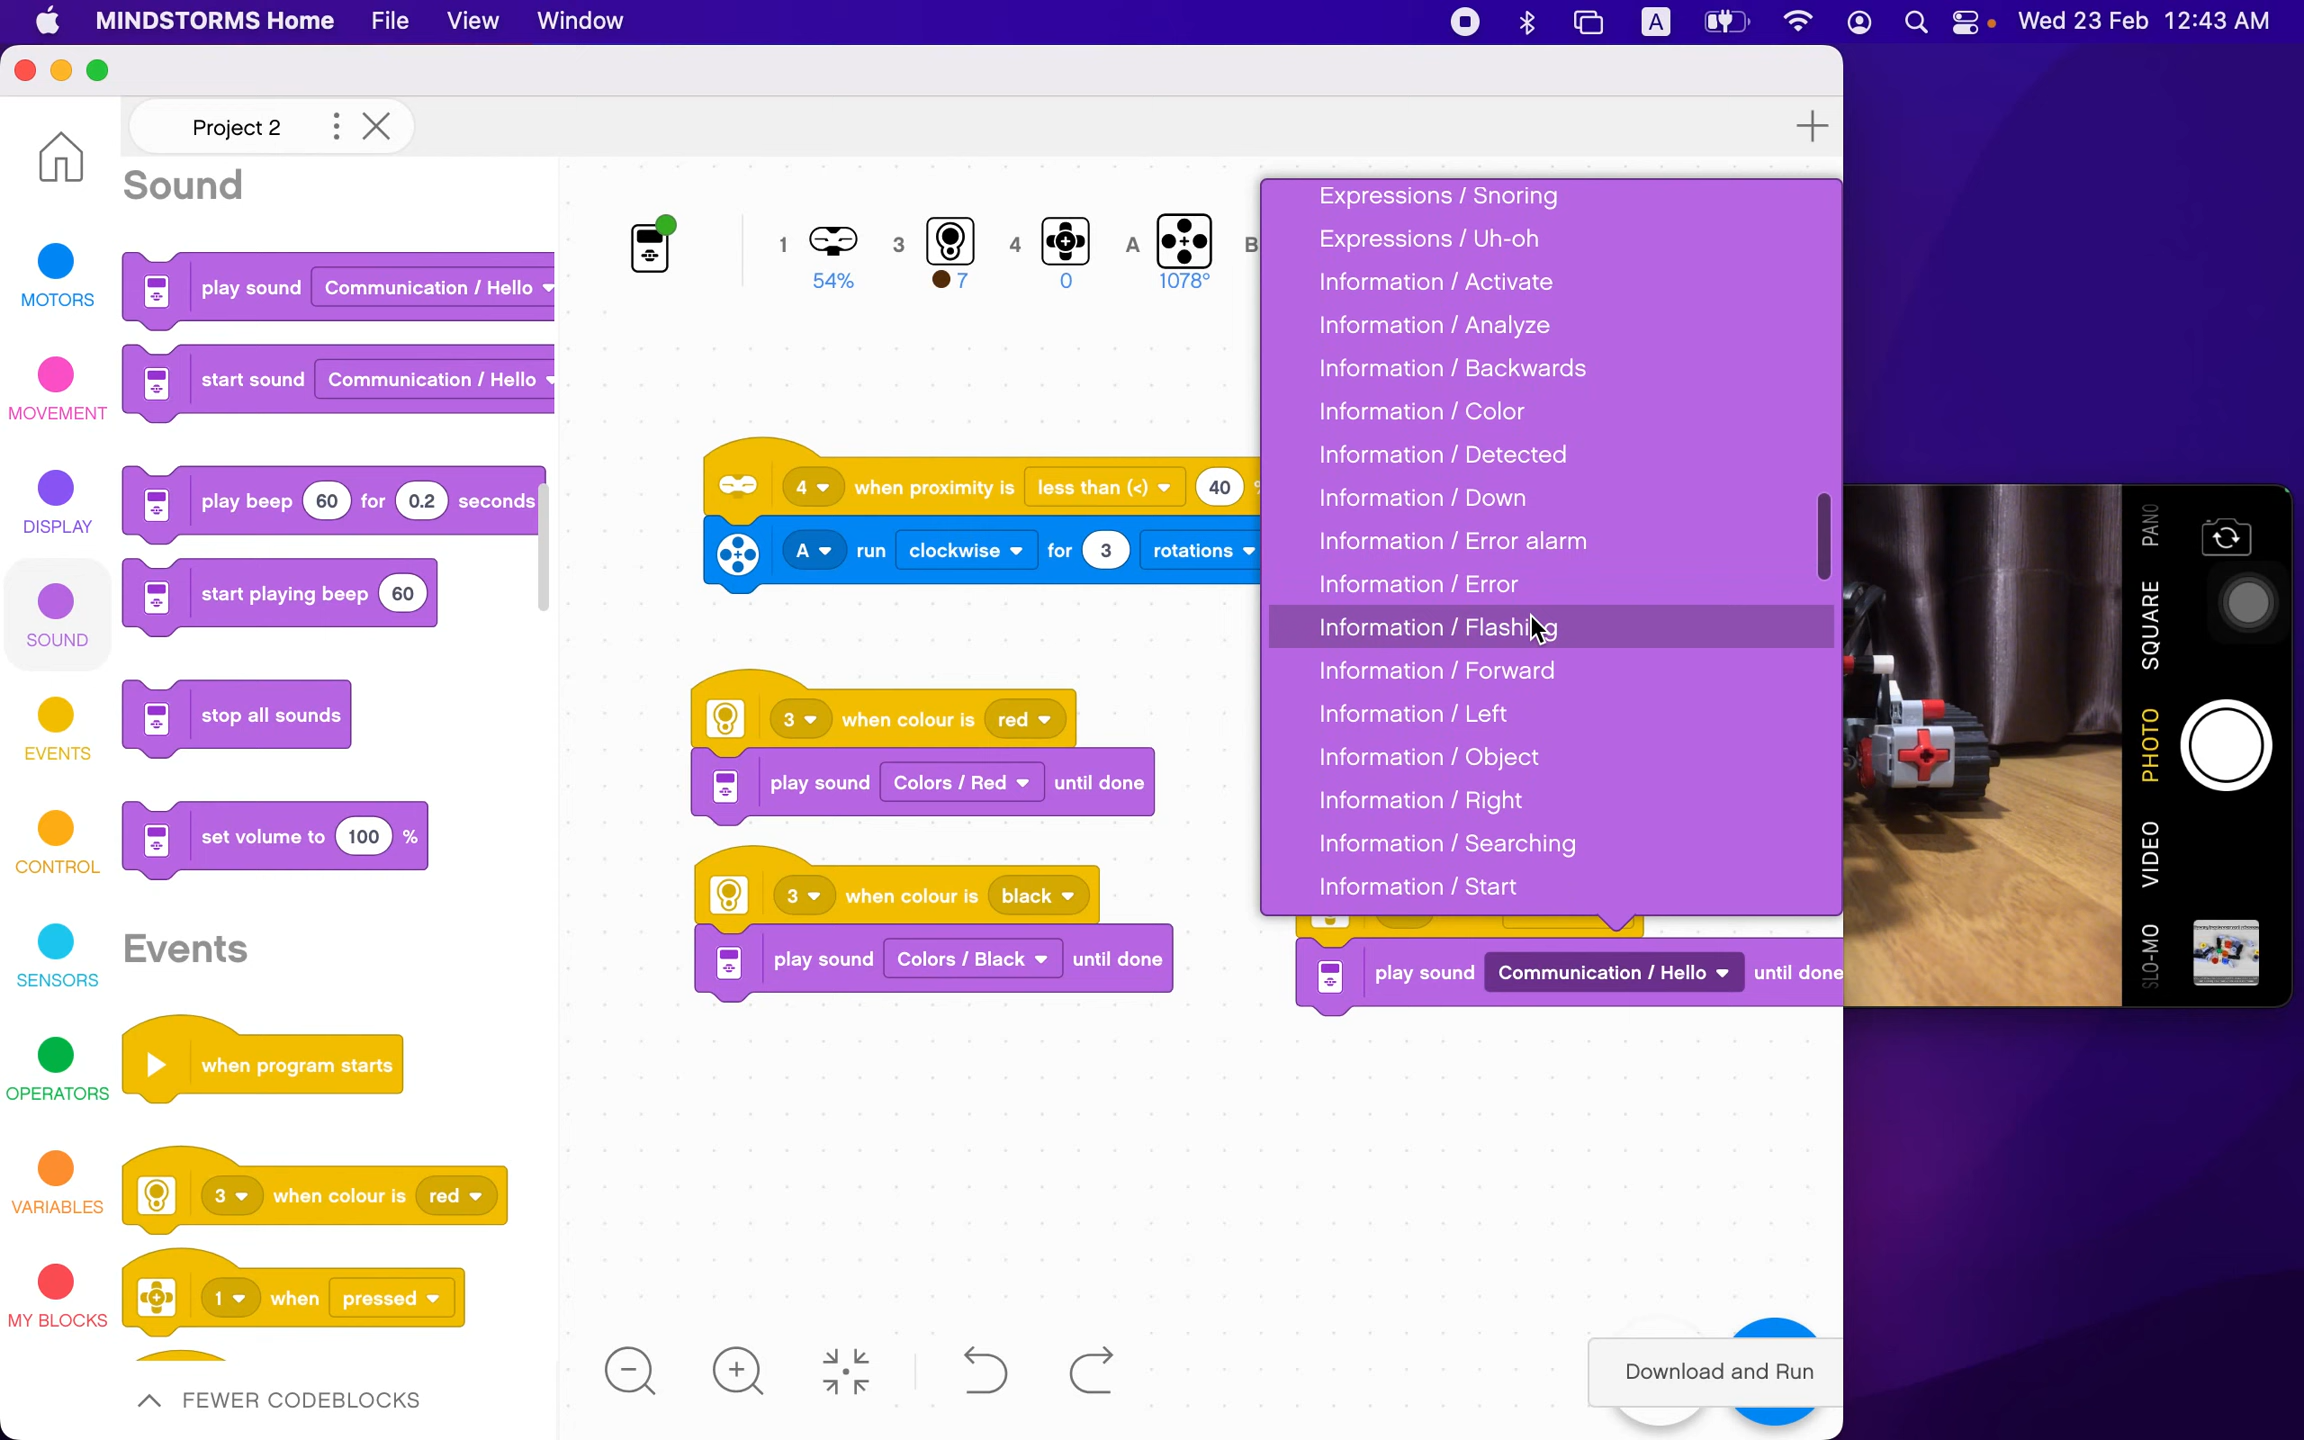 MINDSTORMS Home File View Window A Wed 23 Feb 12:43 AM
Project 2
Sound
play sound Communication / Hello
start sound Communication / Hello
play beep 60 for 0.2 seconds
start playing beep 60
stop all sounds
set volume to 100 %
Events
when program starts
3 when colour is red
1 when pressed
FEWER CODEBLOCKS
MOTORS
MOVEMENT
DISPLAY
SOUND
EVENTS
CONTROL
SENSORS
OPERATORS
VARIABLES
MY BLOCKS
1 3 4 A B
54% 7 0 1078°
4 when proximity is less than (<) 40
A run clockwise for 3 rotations
3 when colour is red
play sound Colors / Red until done
3 when colour is black
play sound Colors / Black until done
Expressions / Snoring
Expressions / Uh-oh
Information / Activate
Information / Analyze
Information / Backwards
Information / Color
Information / Detected
Information / Down
Information / Error alarm
Information / Error
Information / Flashing
Information / Forward
Information / Left
Information / Object
Information / Right
Information / Searching
Information / Start
play sound Communication / Hello until done
Download and Run
PANO
SQUARE
PHOTO
VIDEO
SLO-MO